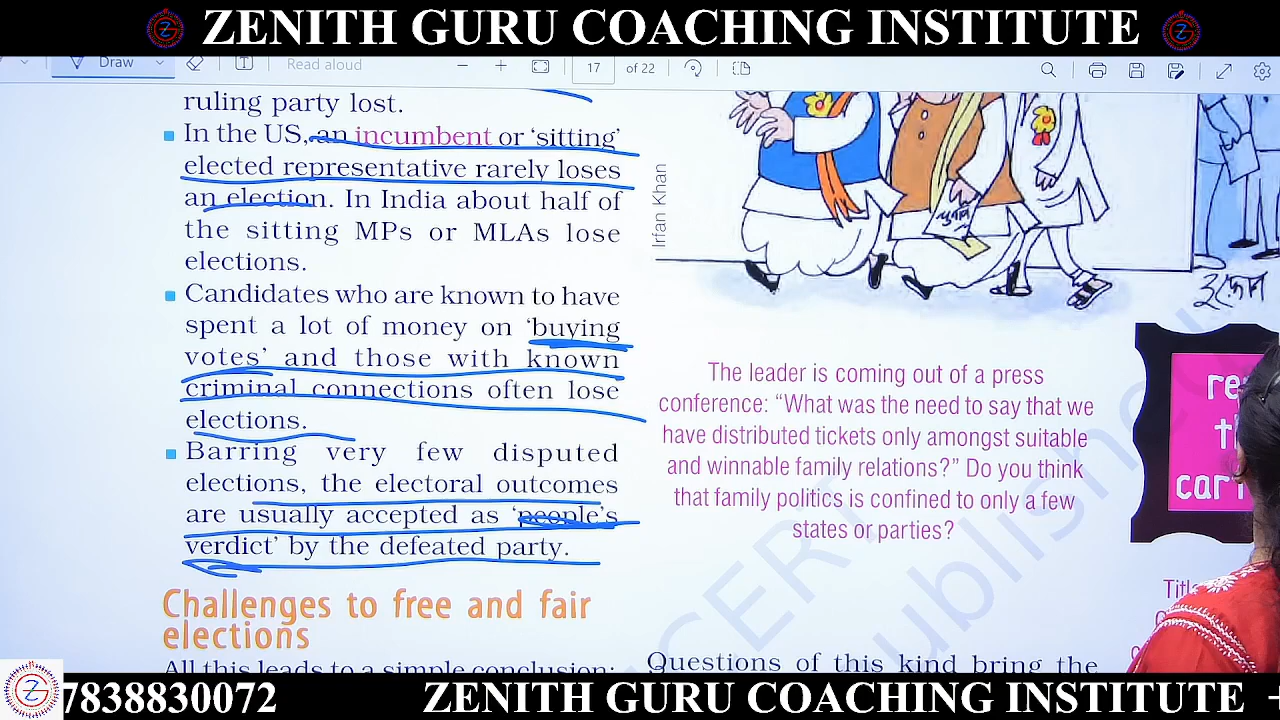 ZENITH GURU COACHING INSTITUTE
Draw
Read aloud
17
of 22
ruling party lost.
In the US, an incumbent or ‘sitting’
elected representative rarely loses
an election. In India about half of
the sitting MPs or MLAs lose
elections.
Candidates who are known to have
spent a lot of money on ‘buying
votes’ and those with known
criminal connections often lose
elections.
Barring very few disputed
elections, the electoral outcomes
are usually accepted as ‘people’s
verdict’ by the defeated party.
Challenges to free and fair
elections
All this leads to a simple conclusion:
Irfan Khan
The leader is coming out of a press
conference: “What was the need to say that we
have distributed tickets only amongst suitable
and winnable family relations?” Do you think
that family politics is confined to only a few
states or parties?
Questions of this kind bring the
7838830072
ZENITH GURU COACHING INSTITUTE